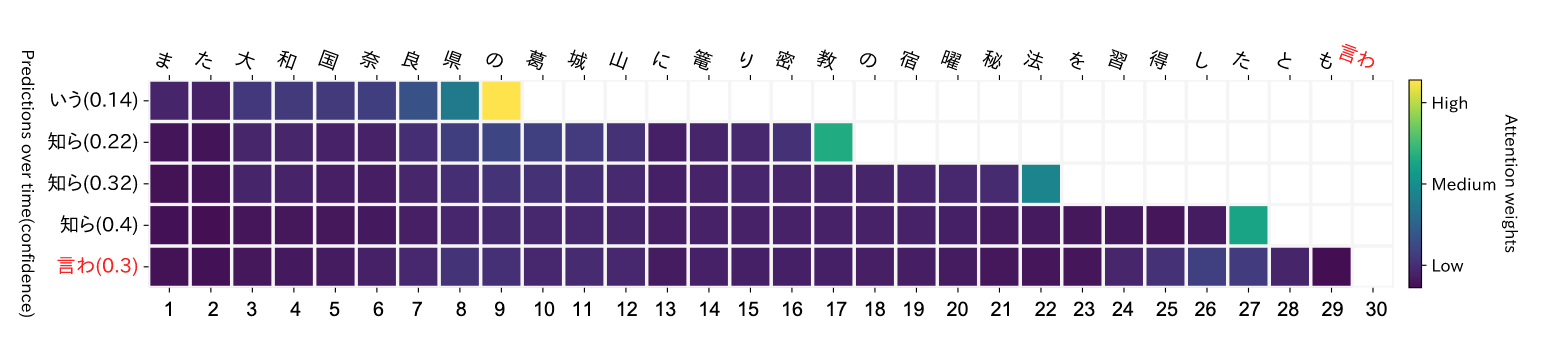 ま た 大 和 国 奈 良 県 の 葛 城 山 に 篭 り 密 教 の 宿 曜 秘 法 を 習 得 し た と も 言わ
Predictions over time(confidence)
いう(0.14)
知ら(0.22)
知ら(0.32)
知ら(0.4)
言わ(0.3)
1 2 3 4 5 6 7 8 9 10 11 12 13 14 15 16 17 18 19 20 21 22 23 24 25 26 27 28 29 30
High
Medium
Low
Attention weights